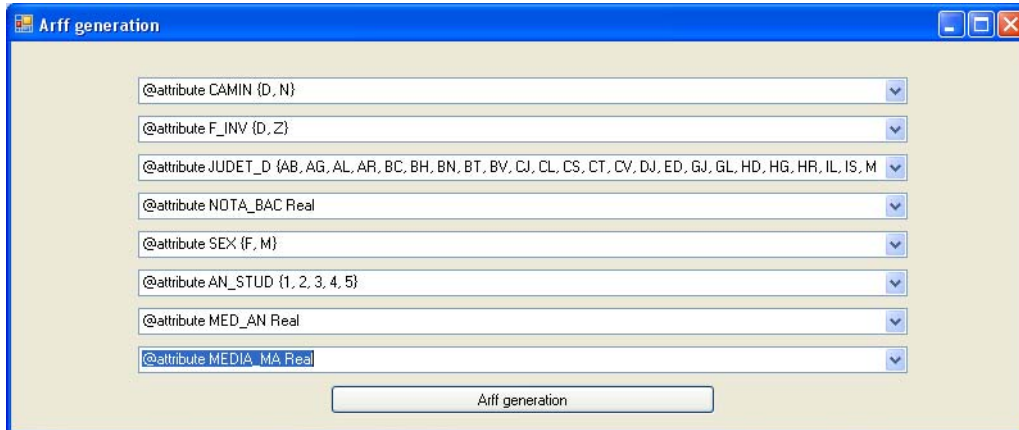 Arff generation
@attribute CAMIN {D, N}
@attribute F_INV {D, Z}
@attribute JUDET_D {AB, AG, AL, AR, BC, BH, BN, BT, BV, CJ, CL, CS, CT, CV, DJ, ED, GJ, GL, HD, HG, HR, IL, IS, M
@attribute NOTA_BAC Real
@attribute SEX {F, M}
@attribute AN_STUD {1, 2, 3, 4, 5}
@attribute MED_AN Real
@attribute MEDIA_MA Real
Arff generation